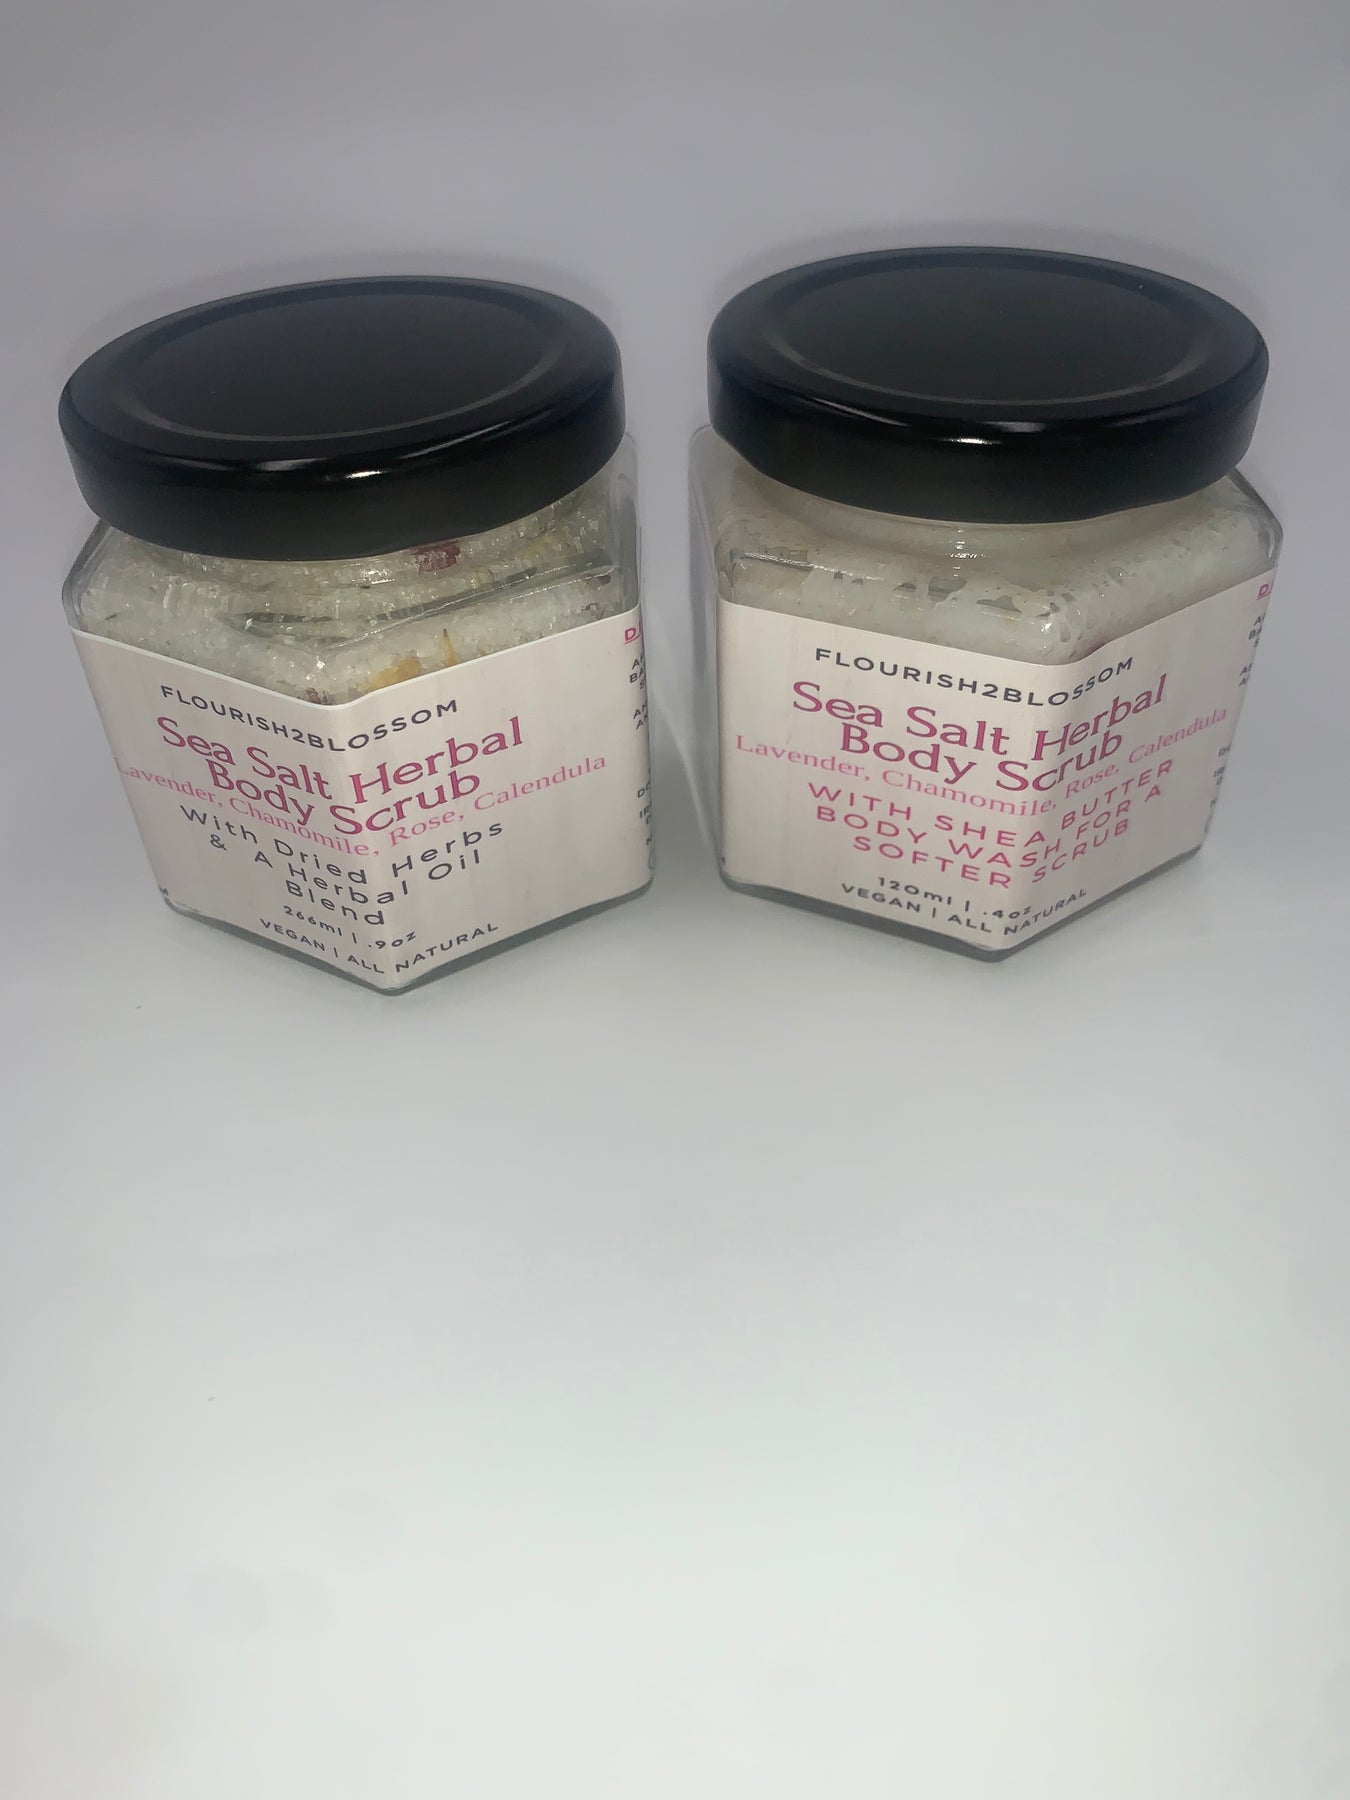 FLOURISH2BLOSSOM
Sea Salt Herbal
Body Scrub
Lavender, Chamomile, Rose, Calendula
With Dried Herbs
& A Herbal Oil
Blend
266ml | .9oz
VEGAN | ALL NATURAL
FLOURISH2BLOSSOM
Sea Salt Herbal
Body Scrub
Lavender, Chamomile, Rose, Calendula
WITH SHEA BUTTER
BODY WASH FOR A
SOFTER SCRUB
120ml | .4oz
VEGAN | ALL NATURAL